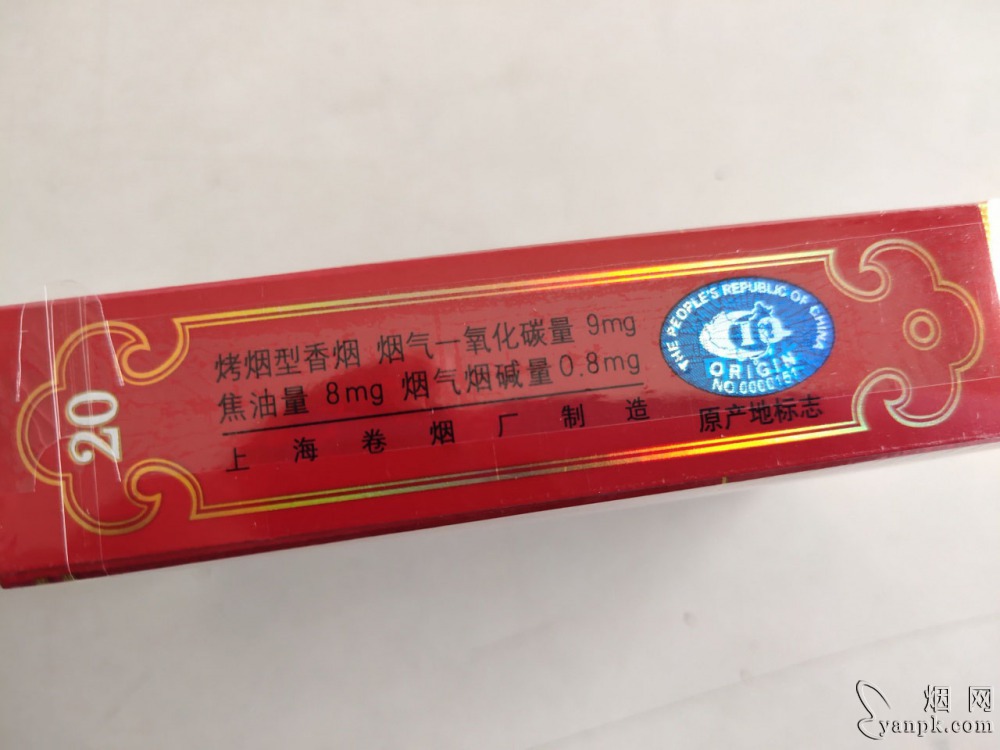 20
烤烟型香烟 烟气一氧化碳量 9mg
焦油量 8mg 烟气烟碱量0.8mg
上海卷烟厂制造
THE PEOPLE'S REPUBLIC OF CHINA
ORIGIN
NO.0000151
原产地标志
烟网
yanpk.com